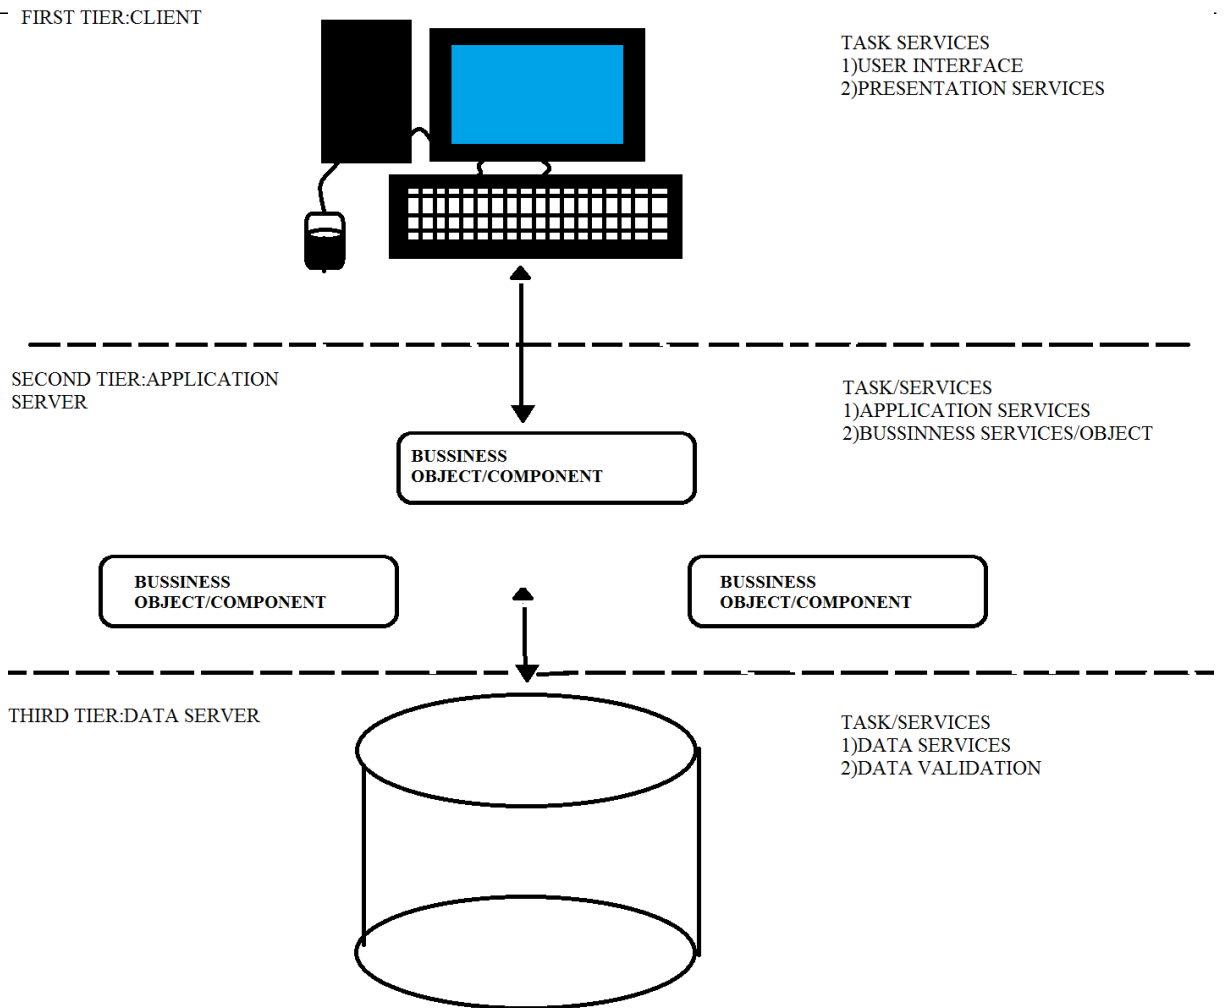 FIRST TIER:CLIENT
TASK SERVICES
1)USER INTERFACE
2)PRESENTATION SERVICES
SECOND TIER:APPLICATION
SERVER
TASK/SERVICES
1)APPLICATION SERVICES
2)BUSSINNESS SERVICES/OBJECT
BUSSINESS
OBJECT/COMPONENT
BUSSINESS
OBJECT/COMPONENT
BUSSINESS
OBJECT/COMPONENT
THIRD TIER:DATA SERVER
TASK/SERVICES
1)DATA SERVICES
2)DATA VALIDATION